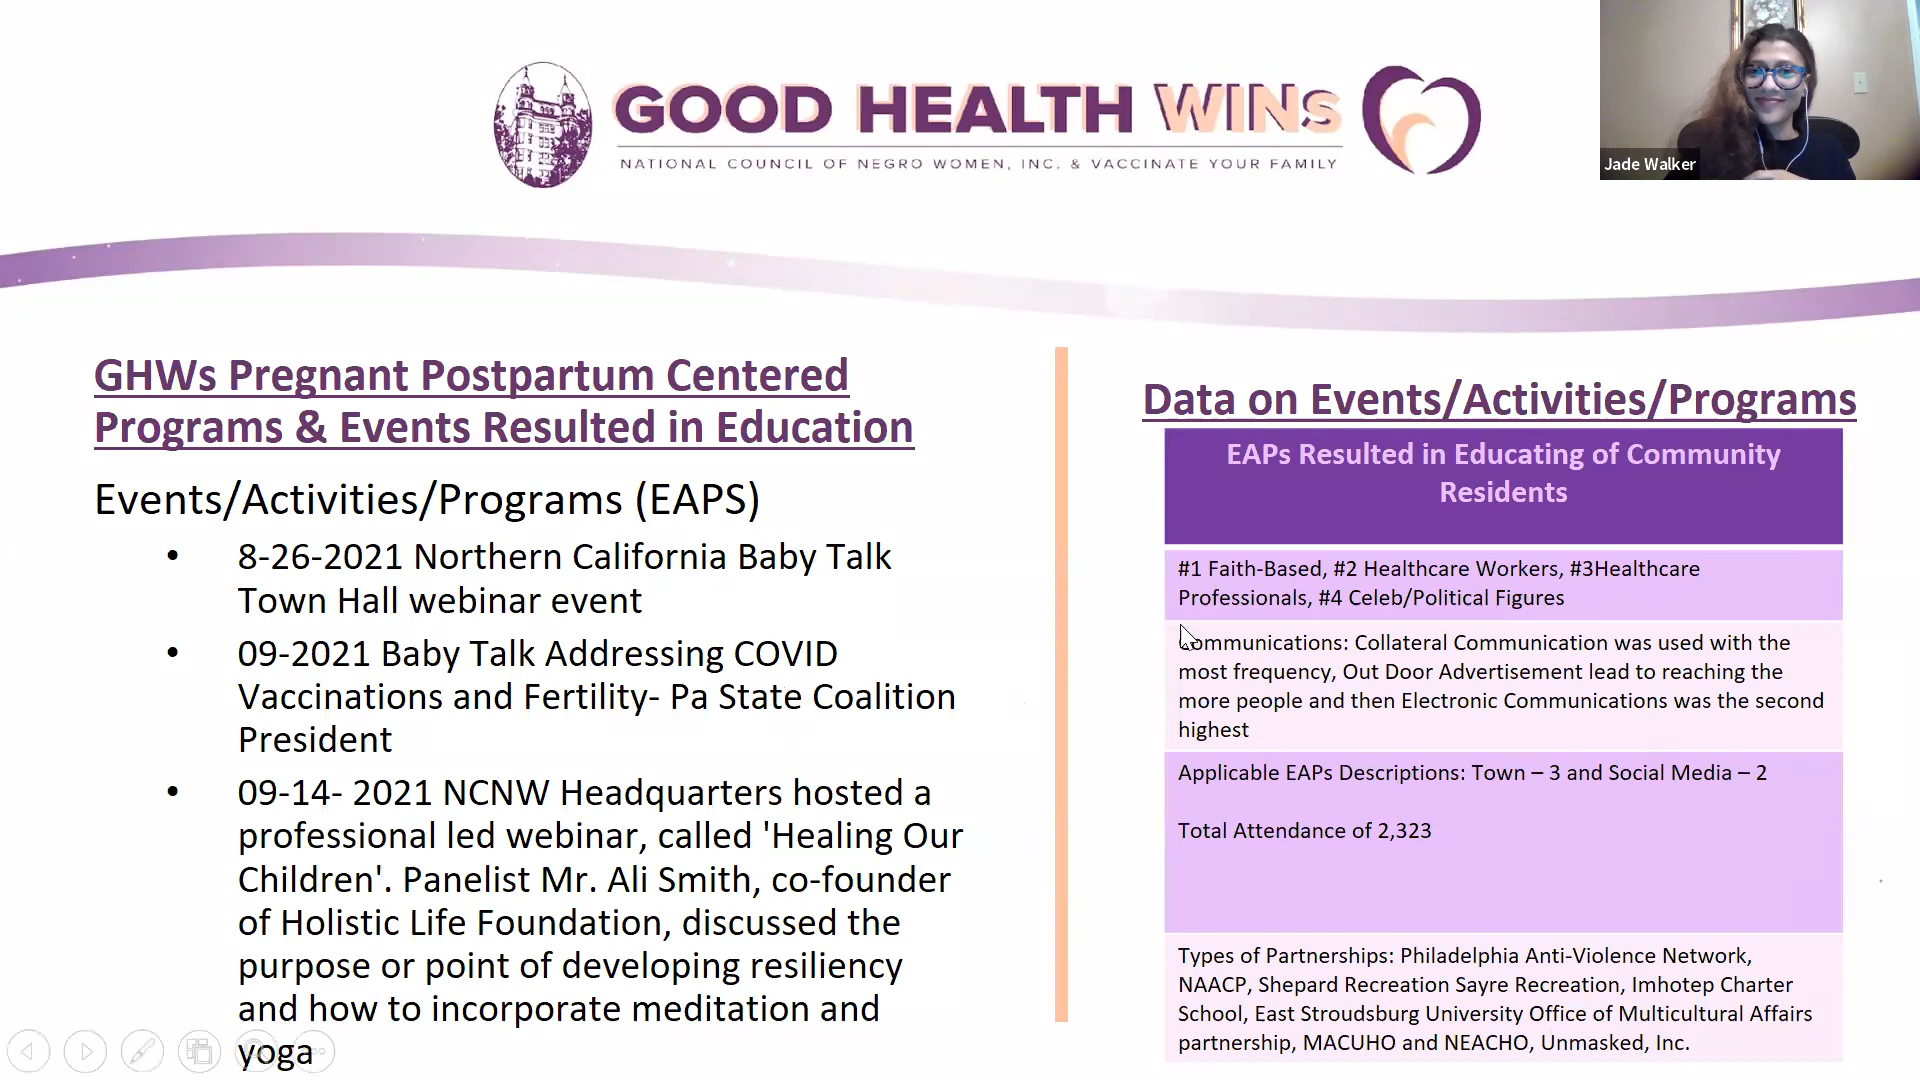 GOOD HEALTH WINs
NATIONAL COUNCIL OF NEGRO WOMEN, INC. & VACCINATE YOUR FAMILY
Jade Walker
GHWs Pregnant Postpartum Centered
Programs & Events Resulted in Education
Events/Activities/Programs (EAPS)
• 8-26-2021 Northern California Baby Talk
Town Hall webinar event
• 09-2021 Baby Talk Addressing COVID
Vaccinations and Fertility- Pa State Coalition
President
• 09-14- 2021 NCNW Headquarters hosted a
professional led webinar, called 'Healing Our
Children'. Panelist Mr. Ali Smith, co-founder
of Holistic Life Foundation, discussed the
purpose or point of developing resiliency
and how to incorporate meditation and
yoga
Data on Events/Activities/Programs
EAPs Resulted in Educating of Community
Residents
#1 Faith-Based, #2 Healthcare Workers, #3Healthcare
Professionals, #4 Celeb/Political Figures
Communications: Collateral Communication was used with the
most frequency, Out Door Advertisement lead to reaching the
more people and then Electronic Communications was the second
highest
Applicable EAPs Descriptions: Town – 3 and Social Media – 2
Total Attendance of 2,323
Types of Partnerships: Philadelphia Anti-Violence Network,
NAACP, Shepard Recreation Sayre Recreation, Imhotep Charter
School, East Stroudsburg University Office of Multicultural Affairs
partnership, MACUHO and NEACHO, Unmasked, Inc.